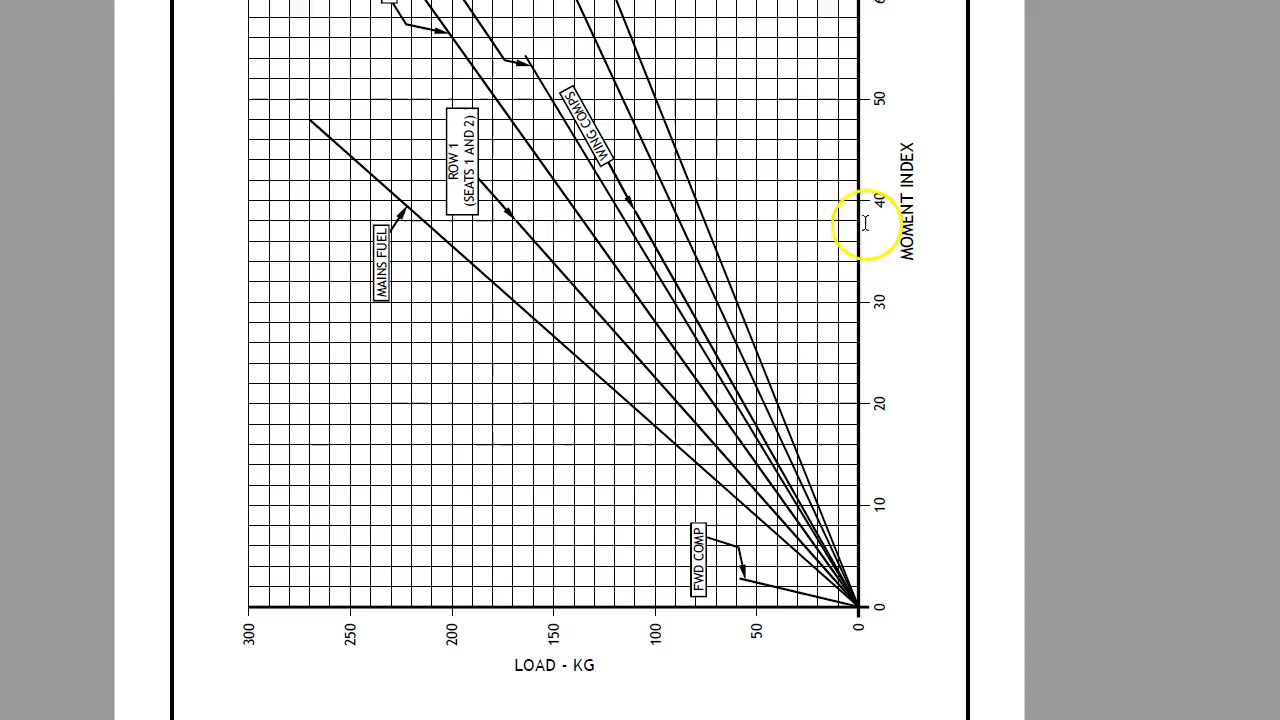 MAINS FUEL
ROW 1
(SEATS 1 AND 2)
WING COMPS
FWD COMP
50
40
30
20
10
0
MOMENT INDEX
300
250
200
150
100
50
0
LOAD - KG